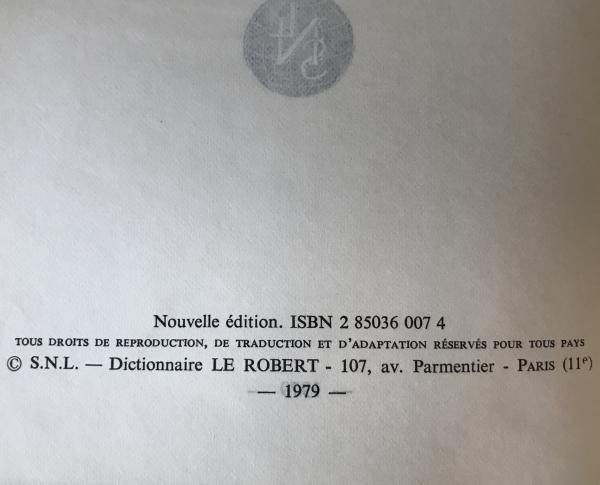 Nouvelle édition. ISBN 2 85036 007 4
TOUS DROITS DE REPRODUCTION, DE TRADUCTION ET D'ADAPTATION RÉSERVÉS POUR TOUS PAYS
© S.N.L. — Dictionnaire LE ROBERT - 107, av. Parmentier - PARIS (11e)
— 1979 —